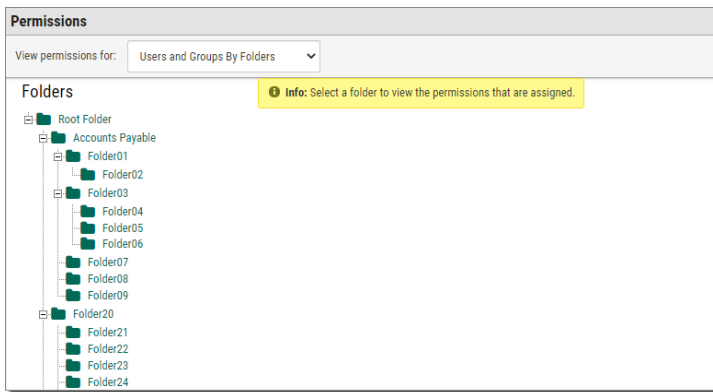 Permissions
View permissions for: Users and Groups By Folders
Folders
Info: Select a folder to view the permissions that are assigned.
Root Folder
Accounts Payable
Folder01
Folder02
Folder03
Folder04
Folder05
Folder06
Folder07
Folder08
Folder09
Folder20
Folder21
Folder22
Folder23
Folder24